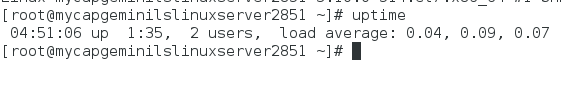 [root@mycapgeminilslinuxserver2851 ~]# uptime
 04:51:06 up  1:35,  2 users,  load average: 0.04, 0.09, 0.07
[root@mycapgeminilslinuxserver2851 ~]#